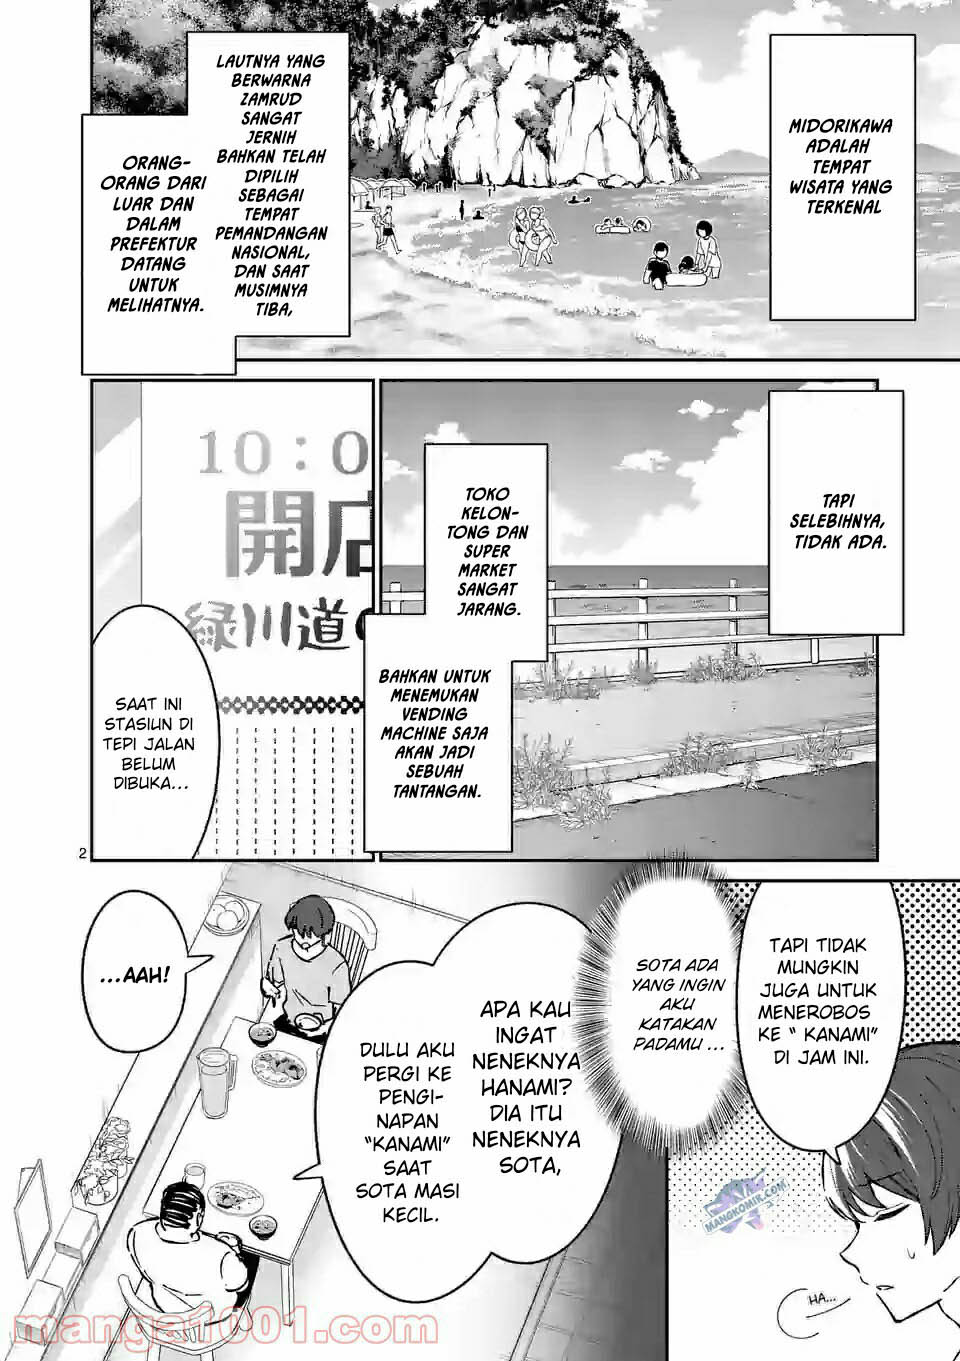 MIDORIKAWA
ADALAH
TEMPAT
WISATA YANG
TERKENAL
LAUTNYA YANG
BERWARNA
ZAMRUD
SANGAT
JERNIH
BAHKAN TELAH
DIPILIH
SEBAGAI
TEMPAT
PEMANDANGAN
NASIONAL,
DAN SAAT
MUSIMNYA
TIBA,
ORANG-
ORANG DARI
LUAR DAN
DALAM
PREFEKTUR
DATANG
UNTUK
MELIHATNYA.
TAPI
SELEBIHNYA,
TIDAK ADA.
TOKO
KELON-
TONG DAN
SUPER
MARKET
SANGAT
JARANG.
BAHKAN UNTUK
MENEMUKAN
VENDING
MACHINE SAJA
AKAN JADI
SEBUAH
TANTANGAN.
10:0
開店
緑川道の
SAAT INI
STASIUN DI
TEPI JALAN
BELUM
DIBUKA...
2
TAPI TIDAK
MUNGKIN
JUGA UNTUK
MENEROBOS
KE " KANAMI"
DI JAM INI.
HA...
SOTA ADA
YANG INGIN
AKU
KATAKAN
PADAMU ...
APA KAU
INGAT
NENEKNYA
HANAMI?
DIA ITU
NENEKNYA
SOTA,
DULU AKU
PERGI KE
PENGI-
NAPAN
"KANAMI"
SAAT
SOTA MASI
KECIL.
...AAH!
MANGKOMIK.COM
manga1001.com